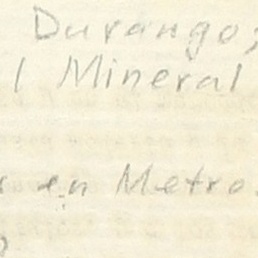 Durango;
l Mineral
r en Metro.